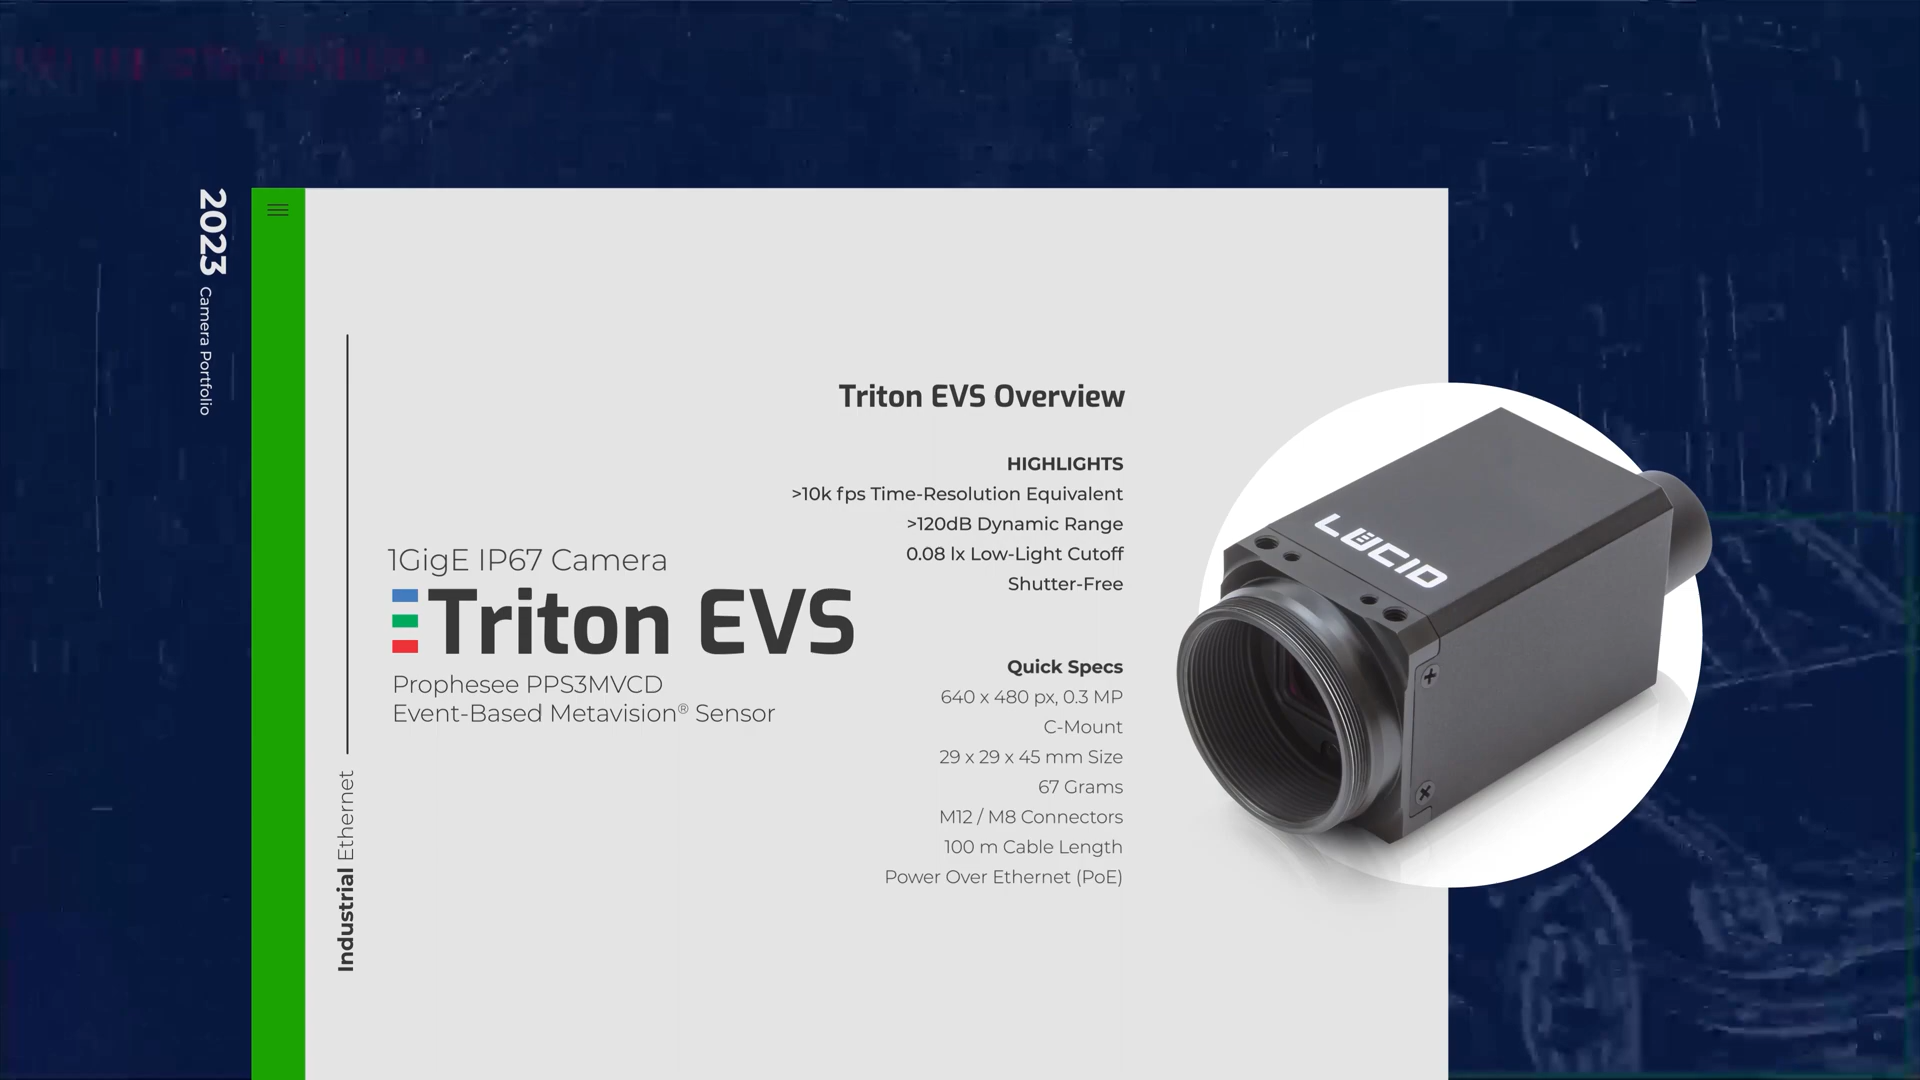 2023 Camera Portfolio
Industrial Ethernet
1GigE IP67 Camera
Triton EVS
Prophesee PPS3MVCD
Event-Based Metavision® Sensor
Triton EVS Overview
HIGHLIGHTS
>10k fps Time-Resolution Equivalent
>120dB Dynamic Range
0.08 lx Low-Light Cutoff
Shutter-Free
Quick Specs
640 x 480 px, 0.3 MP
C-Mount
29 x 29 x 45 mm Size
67 Grams
M12 / M8 Connectors
100 m Cable Length
Power Over Ethernet (PoE)
LUCID